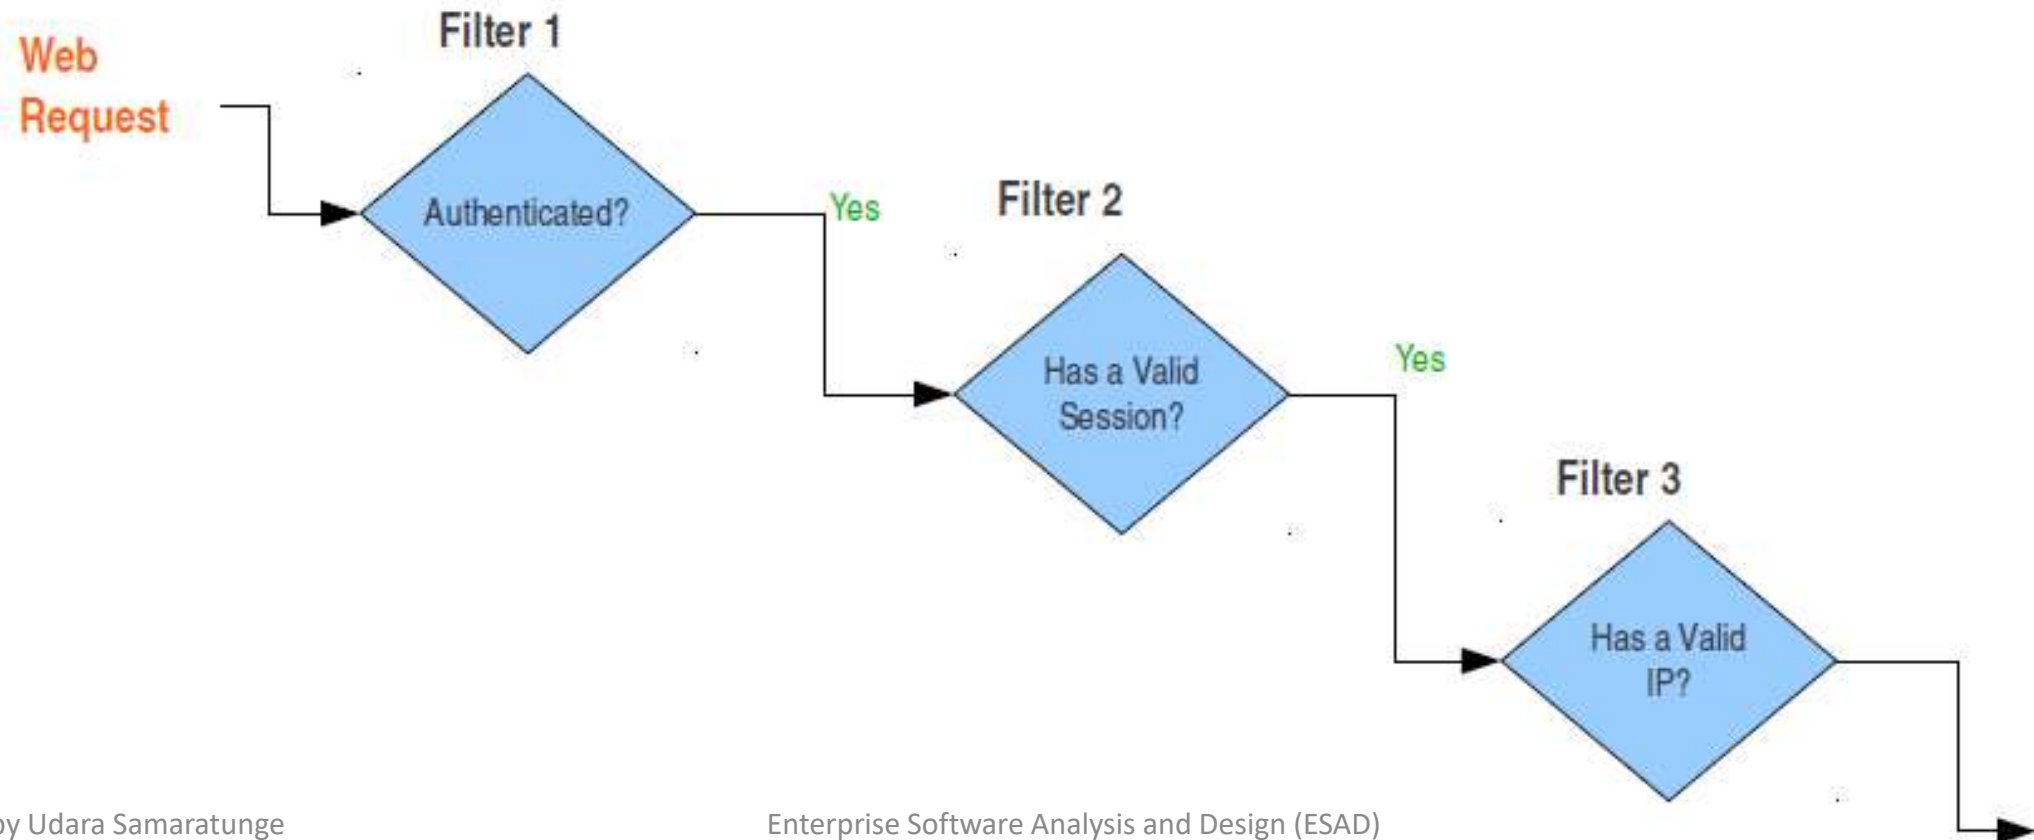 Filter 1
Web
Request
Authenticated?
Yes
Filter 2
Has a Valid
Session?
Yes
Filter 3
Has a Valid
IP?
by Udara Samaratunge
Enterprise Software Analysis and Design (ESAD)